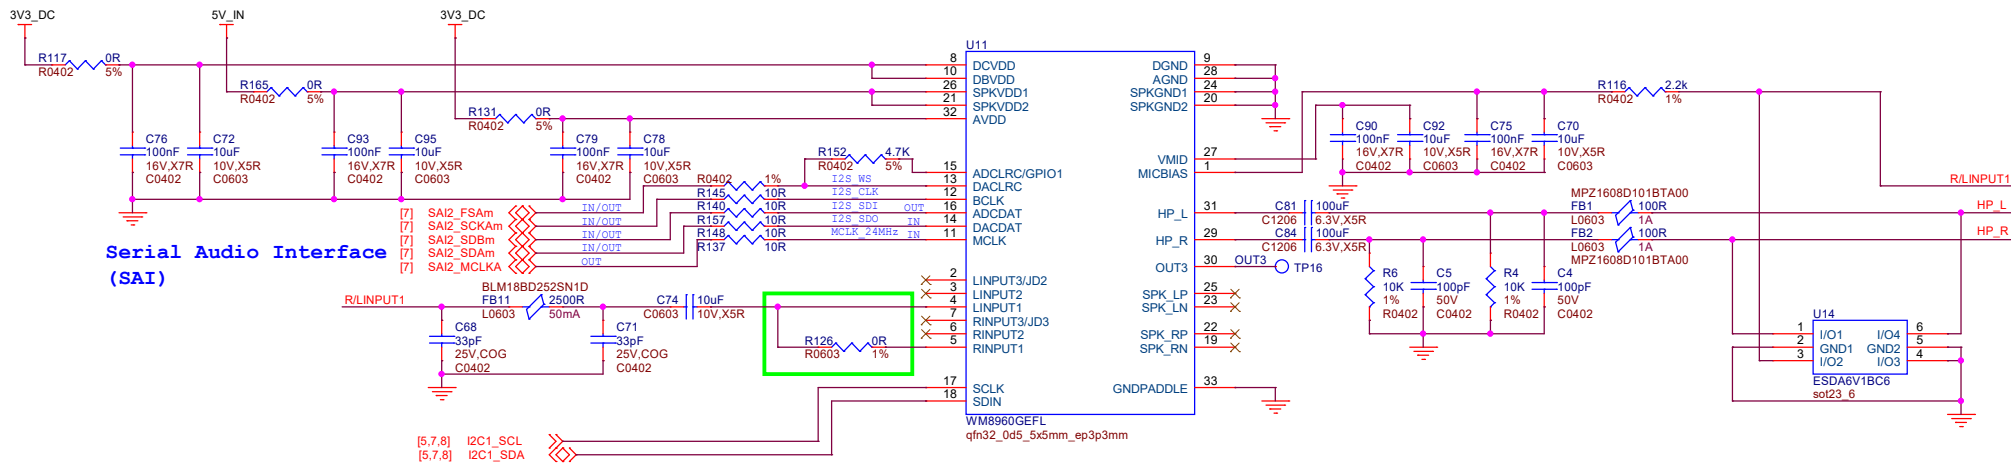 3V3_DC
5V_IN
3V3_DC
R117 0R
R0402 5%
R165 0R
R0402 5%
R131 0R
R0402 5%
C76
100nF
16V,X7R
C0402
C72
10uF
10V,X5R
C0603
C93
100nF
16V,X7R
C0402
C95
10uF
10V,X5R
C0603
C79
100nF
16V,X7R
C0402
C78
10uF
10V,X5R
C0603
R152 4.7K
R0402 5%
R0402 1%
R145 10R
R140 10R
R157 10R
R148 10R
R137 10R
I2S_WS
I2S_CLK
I2S_SDI OUT
I2S_SDO IN
MCLK_24MHz IN
[7] SAI2_FSAm IN/OUT
[7] SAI2_SCKAm IN/OUT
[7] SAI2_SDBm IN/OUT
[7] SAI2_SDAm IN/OUT
[7] SAI2_MCLKA OUT
Serial Audio Interface
(SAI)
R/LINPUT1
BLM18BD252SN1D
FB11 2500R
L0603 50mA
C68
33pF
25V,COG
C0402
C71
33pF
25V,COG
C0402
C74 10uF
C0603 10V,X5R
R126 0R
R0603 1%
[5,7,8] I2C1_SCL
[5,7,8] I2C1_SDA
U11
8 DCVDD
10 DBVDD
26 SPKVDD1
21 SPKVDD2
32 AVDD
15 ADCLRC/GPIO1
13 DACLRC
12 BCLK
16 ADCDAT
14 DACDAT
11 MCLK
2 LINPUT3/JD2
3 LINPUT2
4 LINPUT1
7 RINPUT3/JD3
6 RINPUT2
5 RINPUT1
17 SCLK
18 SDIN
DGND 9
AGND 28
SPKGND1 24
SPKGND2 20
VMID 27
MICBIAS 1
HP_L 31
HP_R 29
OUT3 30
SPK_LP 25
SPK_LN 23
SPK_RP 22
SPK_RN 19
GNDPADDLE 33
WM8960GEFL
qfn32_0d5_5x5mm_ep3p3mm
OUT3
TP16
R116 2.2k
R0402 1%
C90
100nF
16V,X7R
C0402
C92
10uF
10V,X5R
C0603
C75
100nF
16V,X7R
C0402
C70
10uF
10V,X5R
C0603
C81 100uF
C1206 6.3V,X5R
C84 100uF
C1206 6.3V,X5R
MPZ1608D101BTA00
FB1 100R
L0603 1A
FB2 100R
L0603 1A
MPZ1608D101BTA00
R/LINPUT1
HP_L
HP_R
R6
10K
1%
R0402
C5
100pF
50V
C0402
R4
10K
1%
R0402
C4
100pF
50V
C0402
U14
1 I/O1 I/O4 6
2 GND1 GND2 5
3 I/O2 I/O3 4
ESDA6V1BC6
sot23_6